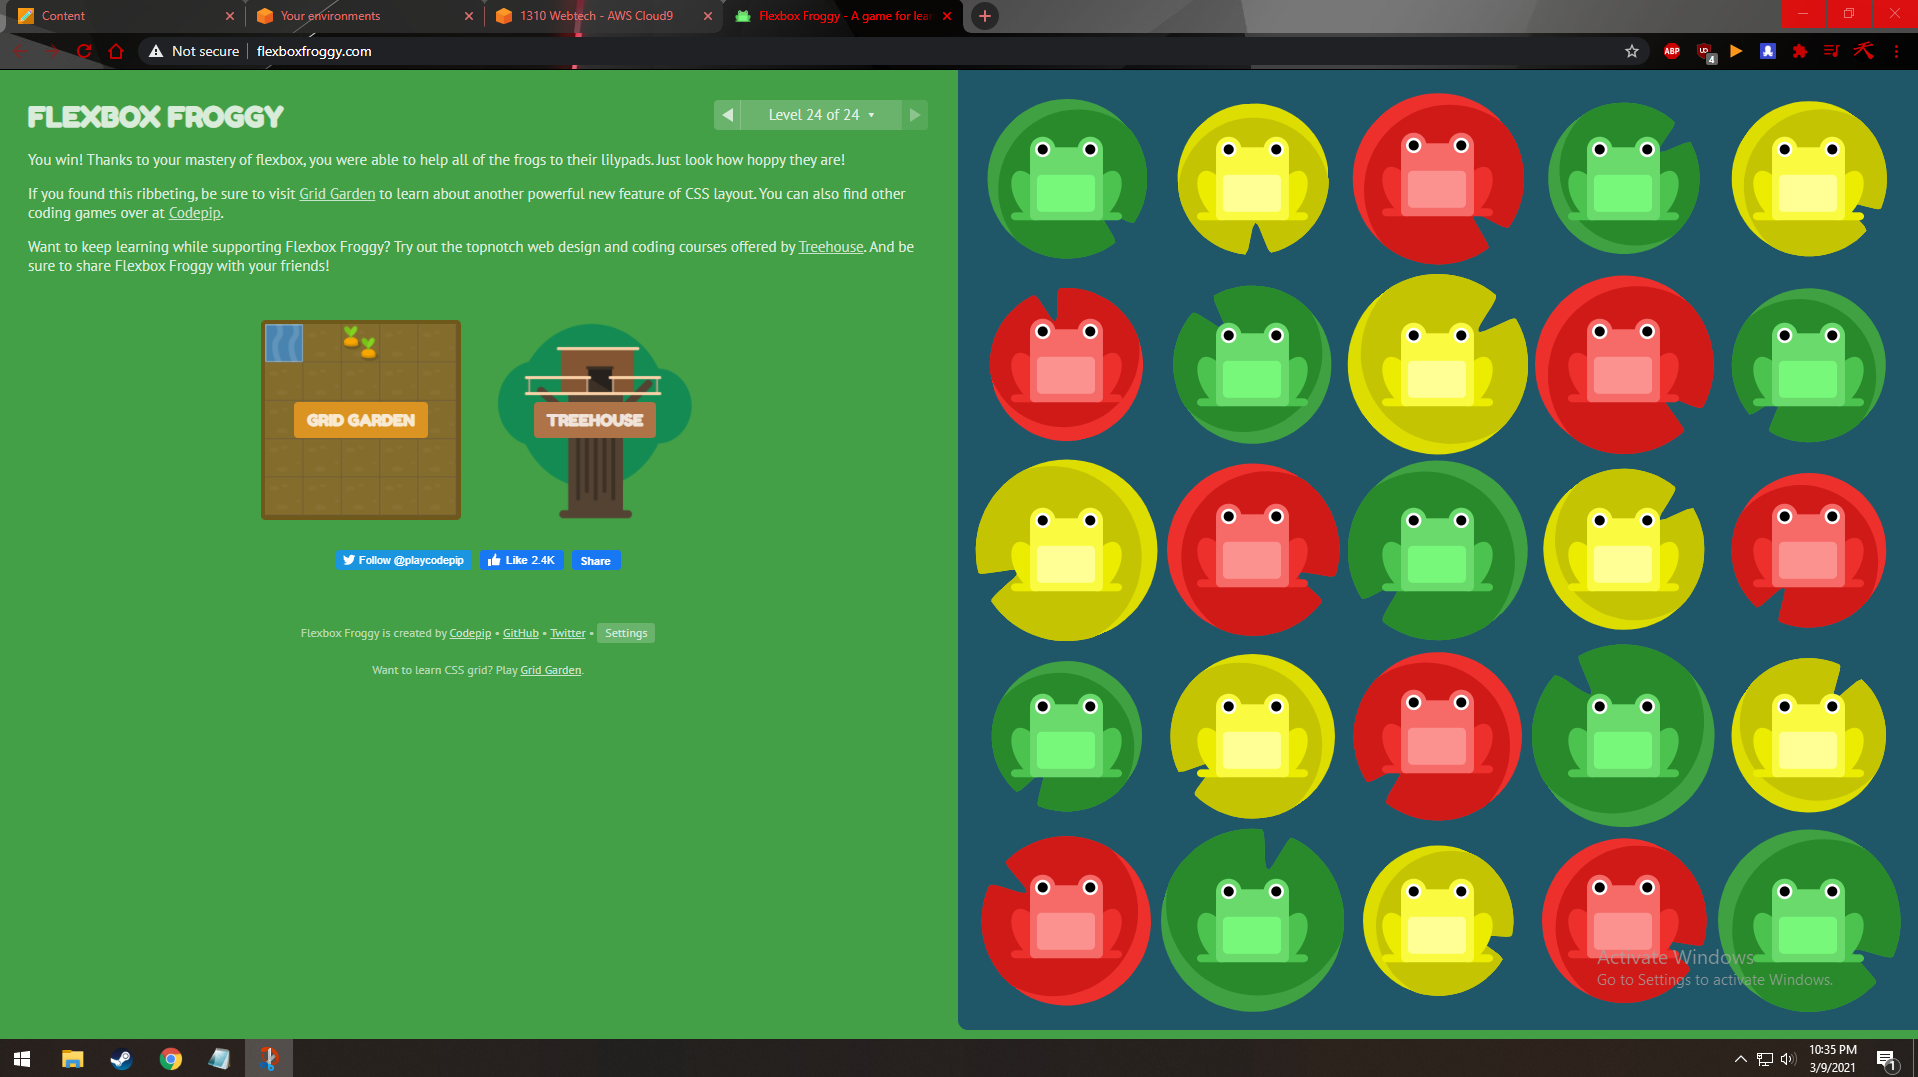 Content
Your environments
1310 Webtech - AWS Cloud9
Flexbox Froggy - A game for lear
Not secure
flexboxfroggy.com
ABP
4
FLEXBOX FROGGY
Level 24 of 24
You win! Thanks to your mastery of flexbox, you were able to help all of the frogs to their lilypads. Just look how hoppy they are!
If you found this ribbeting, be sure to visit Grid Garden to learn about another powerful new feature of CSS layout. You can also find other
coding games over at Codepip.
Want to keep learning while supporting Flexbox Froggy? Try out the topnotch web design and coding courses offered by Treehouse. And be
sure to share Flexbox Froggy with your friends!
GRID GARDEN
TREEHOUSE
Follow @playcodepip
Like 2.4K
Share
Flexbox Froggy is created by Codepip • GitHub • Twitter • Settings
Want to learn CSS grid? Play Grid Garden.
Activate Windows
Go to Settings to activate Windows.
10:35 PM
3/9/2021
1